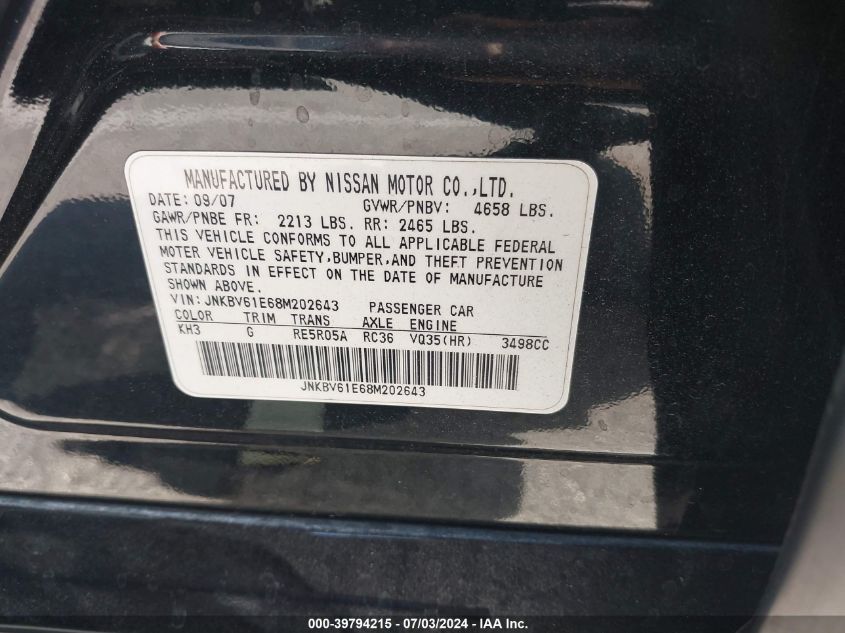 MANUFACTURED BY NISSAN MOTOR CO.,LTD.
DATE: 09/07 GVWR/PNBV: 4658 LBS.
GAWR/PNBE FR: 2213 LBS. RR: 2465 LBS.
THIS VEHICLE CONFORMS TO ALL APPLICABLE FEDERAL
MOTER VEHICLE SAFETY,BUMPER,AND THEFT PREVENTION
STANDARDS IN EFFECT ON THE DATE OF MANUFACTURE
SHOWN ABOVE.
VIN: JNKBV61E68M202643 PASSENGER CAR
COLOR TRIM TRANS AXLE ENGINE
KH3 G RE5R05A RC36 VQ35(HR) 3498CC
JNKBV61E68M202643
000-39794215 - 07/03/2024 - IAA Inc.